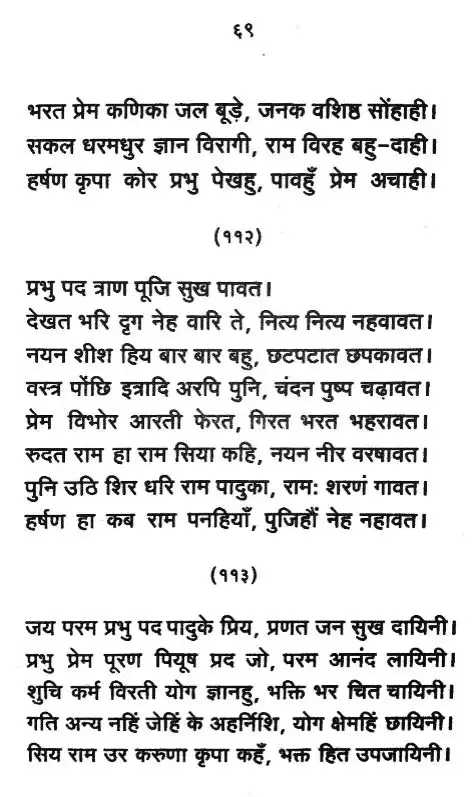 ६९
भरत प्रेम कणिका जल बूड़े, जनक वशिष्ठ सोंहाही।
सकल धरमधुर ज्ञान विरागी, राम विरह बहु-दाही।
हर्षण कृपा कोर प्रभु पेखहु, पावहुँ प्रेम अचाही।
(११२)
प्रभु पद त्राण पूजि सुख पावत।
देखत भरि दृग नेह वारि ते, नित्य नित्य नहवावत।
नयन शीश हिय बार बार बहु, छटपटात छपकावत।
वस्त्र पोंछि इत्रादि अरपि पुनि, चंदन पुष्प चढ़ावत।
प्रेम विभोर आरती फेरत, गिरत भरत भहरावत।
रुदत राम हा राम सिया कहि, नयन नीर वरषावत।
पुनि उठि शिर धरि राम पादुका, रामः शरणं गावत।
हर्षण हा कब राम पनहियाँ, पुजिहौं नेह नहावत।
(११३)
जय परम प्रभु पद पादुके प्रिय, प्रणत जन सुख दायिनी।
प्रभु प्रेम पूरण पियूष प्रद जो, परम आनंद लायिनी।
शुचि कर्म विरती योग ज्ञानहु, भक्ति भर चित चायिनी।
गति अन्य नहिं जेहिं के अहर्निशि, योग क्षेमहिं छायिनी।
सिय राम उर करुणा कृपा कहँ, भक्त हित उपजायिनी।